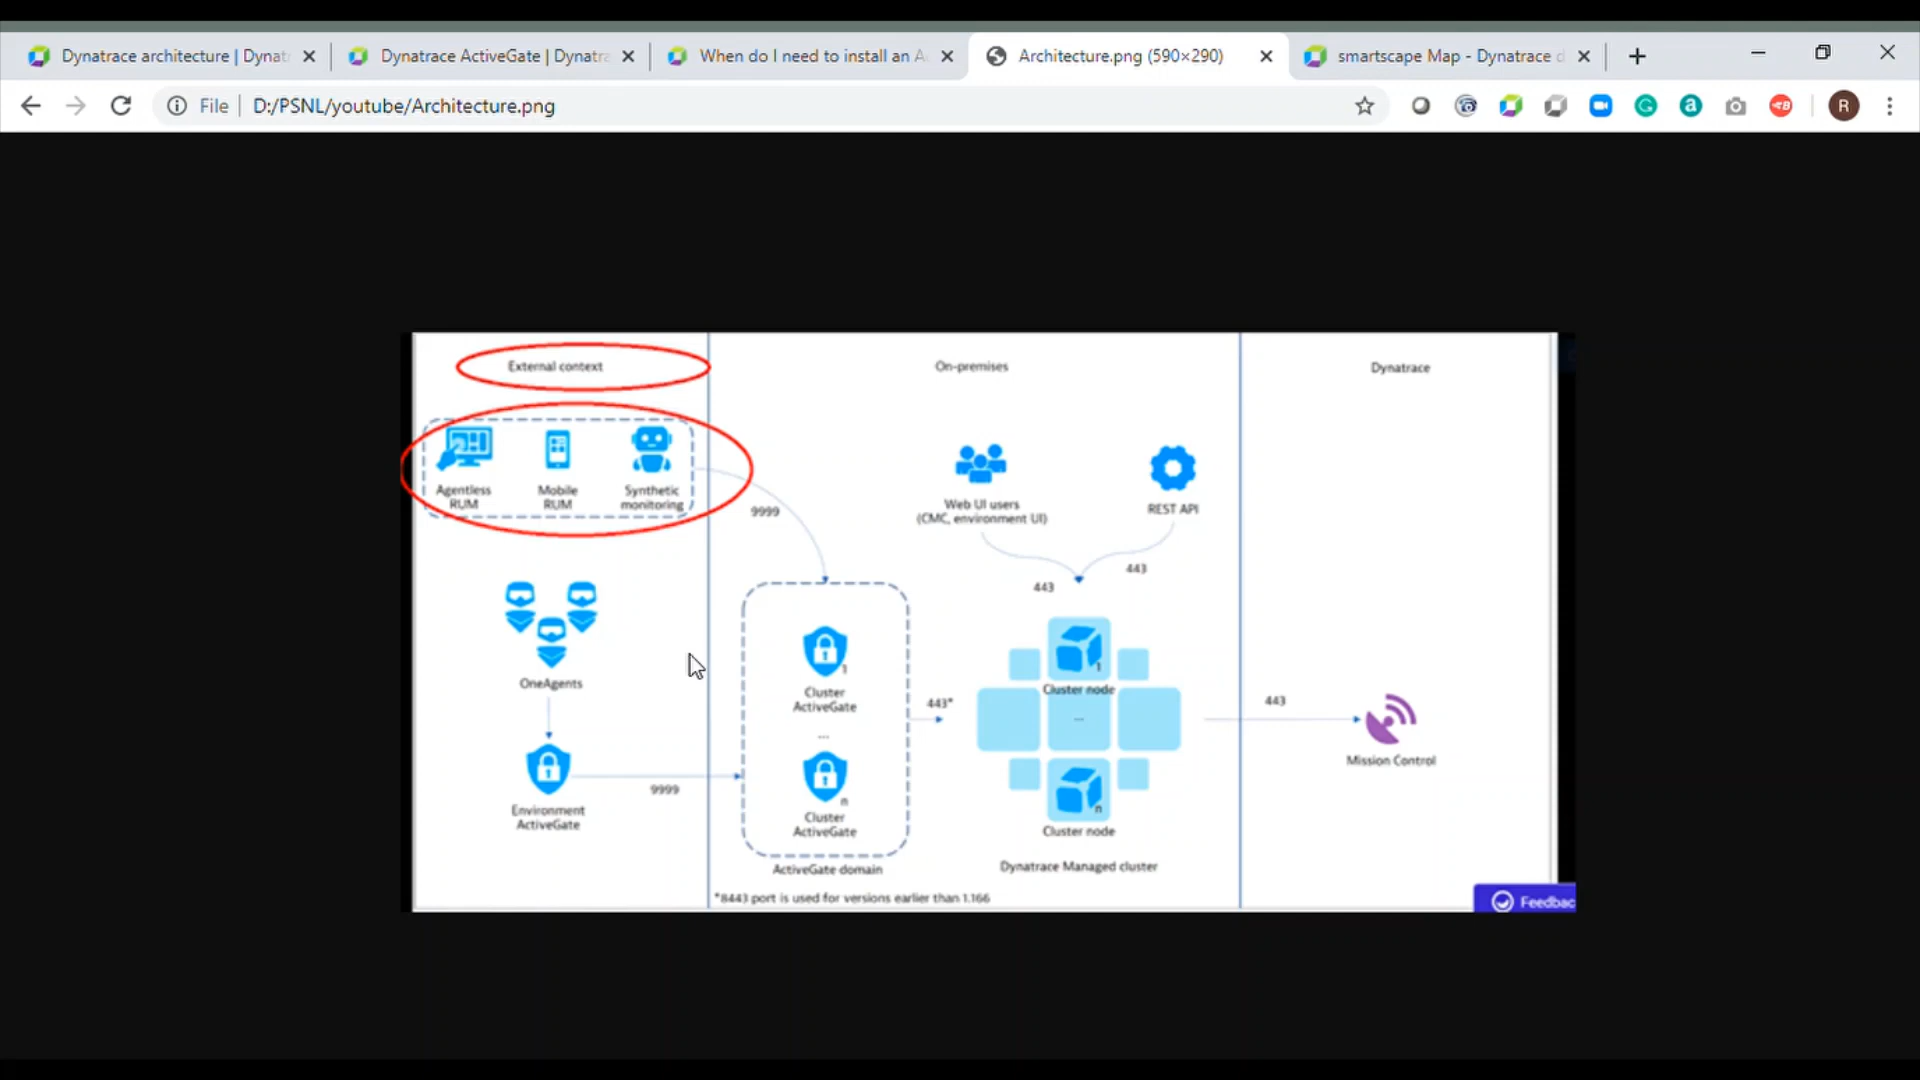 Dynatrace architecture | Dynat
Dynatrace ActiveGate | Dynatra
When do I need to install an A
Architecture.png (590×290)
smartscape Map - Dynatrace d
File
D:/PSNL/youtube/Architecture.png
R
External context
On-premises
Dynatrace
Agentless
RUM
Mobile
RUM
Synthetic
monitoring
9999
Web UI users
(CMC, environment UI)
REST API
443
443
OneAgents
1
Cluster
ActiveGate
...
n
Cluster
ActiveGate
ActiveGate domain
443*
1
Cluster node
...
n
Cluster node
Dynatrace Managed cluster
443
Mission Control
Environment
ActiveGate
9999
*8443 port is used for versions earlier than 1.166
Feedbac